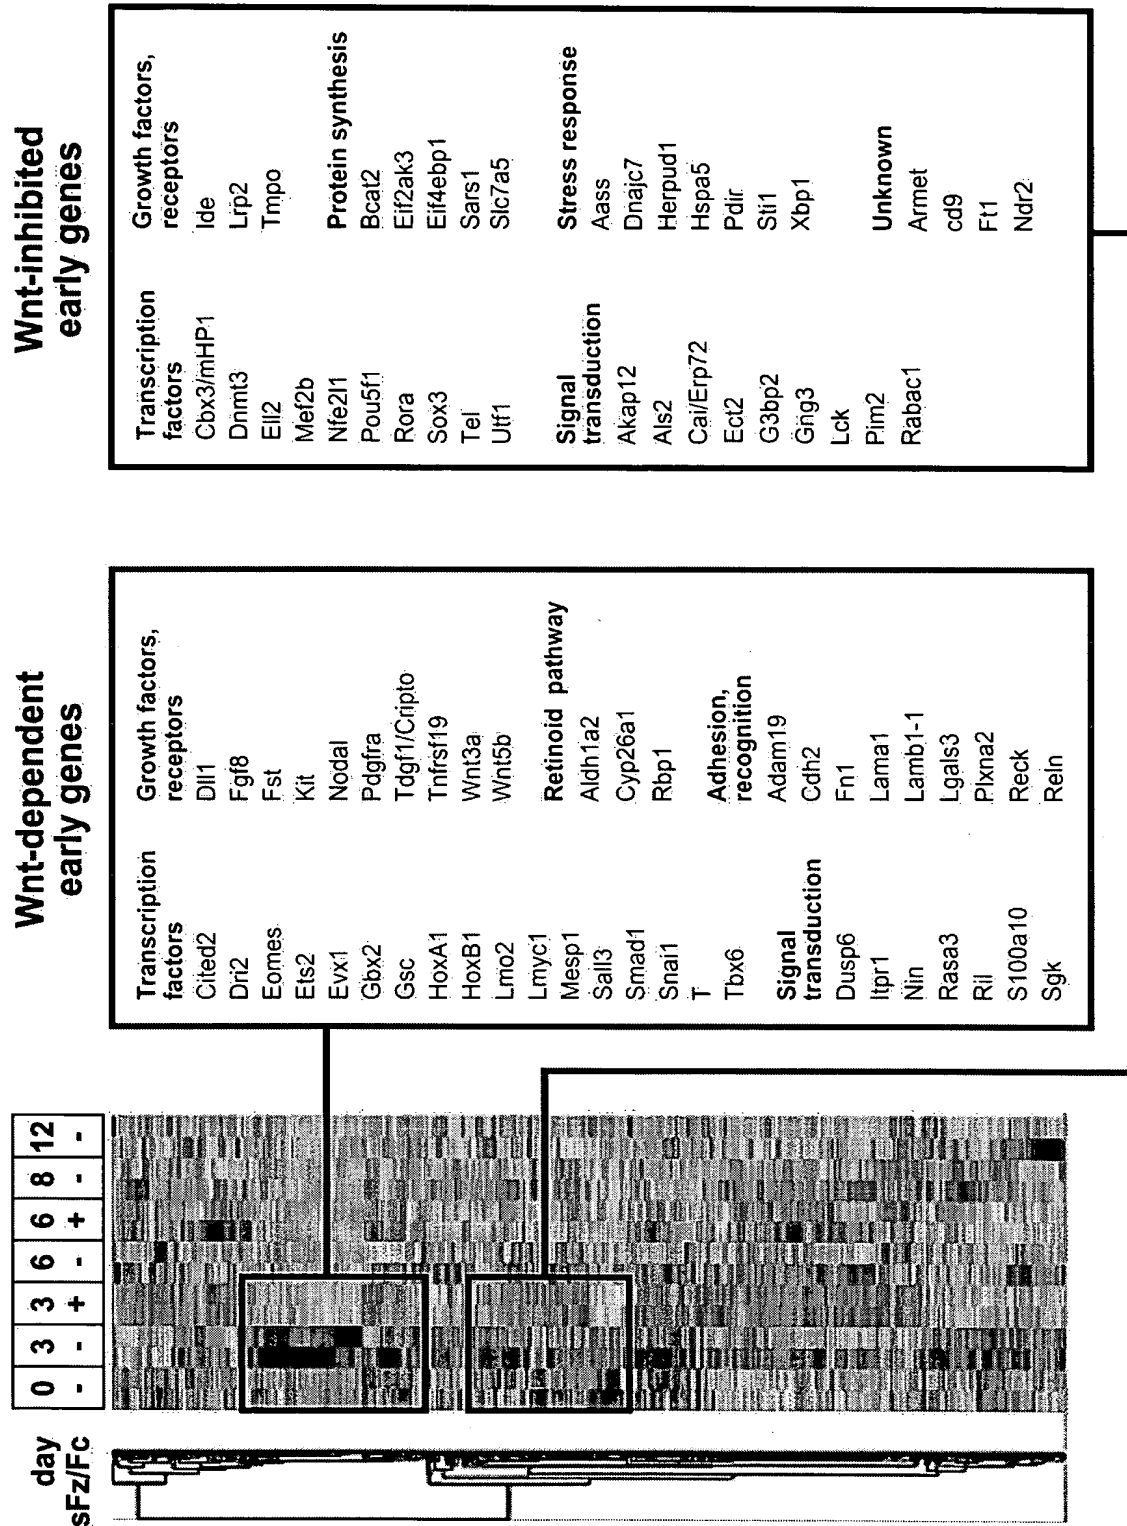 day 0 3 3 6 6 8 12
sFz/Fc - - + - + - -
Wnt-dependent
early genes
Transcription
factors
Cited2
Dri2
Eomes
Ets2
Evx1
Gbx2
Gsc
HoxA1
HoxB1
Lmo2
Lmyc1
Mesp1
Sall3
Smad1
Snai1
T
Tbx6
Signal
transduction
Dusp6
Itpr1
Nin
Rasa3
Ril
S100a10
Sgk
Growth factors,
receptors
Dll1
Fgf8
Fst
Kit
Nodal
Pdgfra
Tdgf1/Cripto
Tnfrsf19
Wnt3a
Wnt5b
Retinoid pathway
Aldh1a2
Cyp26a1
Rbp1
Adhesion,
recognition
Adam19
Cdh2
Fn1
Lama1
Lamb1-1
Lgals3
Plxna2
Reck
Reln
Wnt-inhibited
early genes
Transcription
factors
Cbx3/mHP1
Dnmt3
Ell2
Mef2b
Nfe2l1
Pou5f1
Rora
Sox3
Tel
Utf1
Signal
transduction
Akap12
Als2
Cai/Erp72
Ect2
G3bp2
Gng3
Lck
Pim2
Rabac1
Growth factors,
receptors
Ide
Lrp2
Tmpo
Protein synthesis
Bcat2
Eif2ak3
Eif4ebp1
Sars1
Slc7a5
Stress response
Aass
Dnajc7
Herpud1
Hspa5
Pdir
Sti1
Xbp1
Unknown
Armet
cd9
Ft1
Ndr2